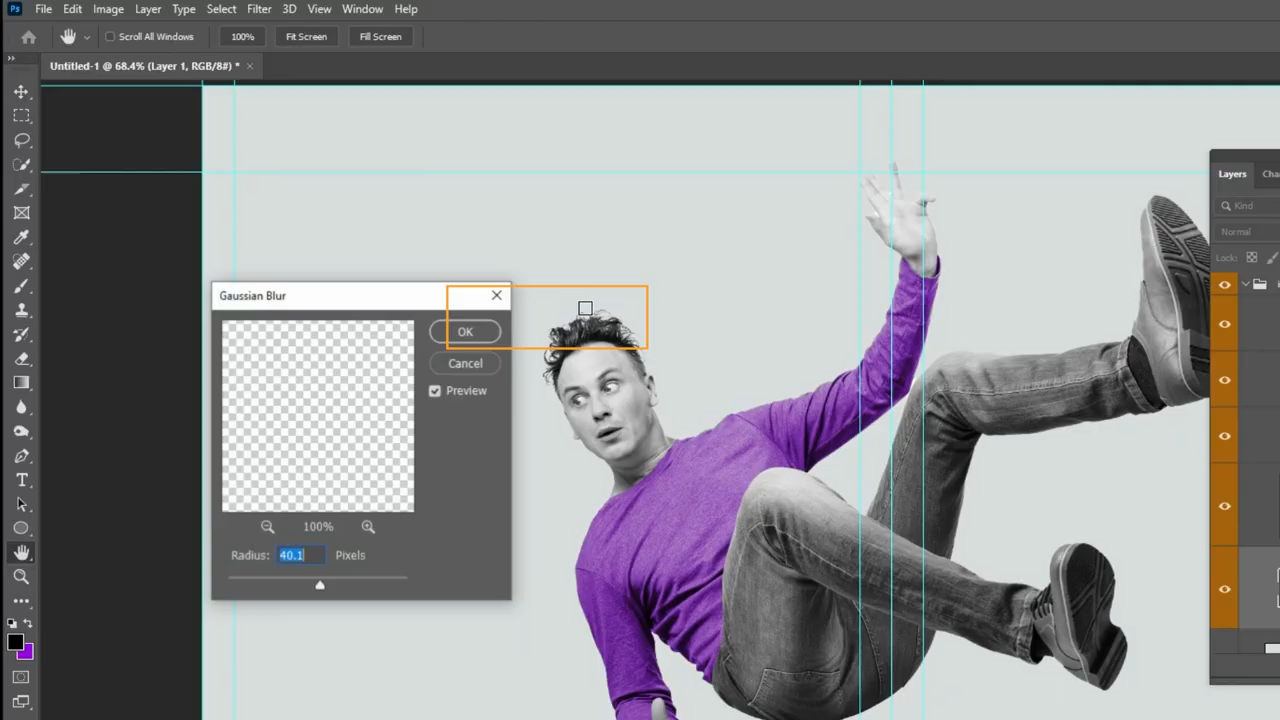 Ps File Edit Image Layer Type Select Filter 3D View Window Help
Scroll All Windows 100% Fit Screen Fill Screen
Untitled-1 @ 68.4% (Layer 1, RGB/8#) * ×
Layers
Kind
Normal
Lock:
Gaussian Blur
OK
Cancel
Preview
100%
Radius: 40.1 Pixels
T